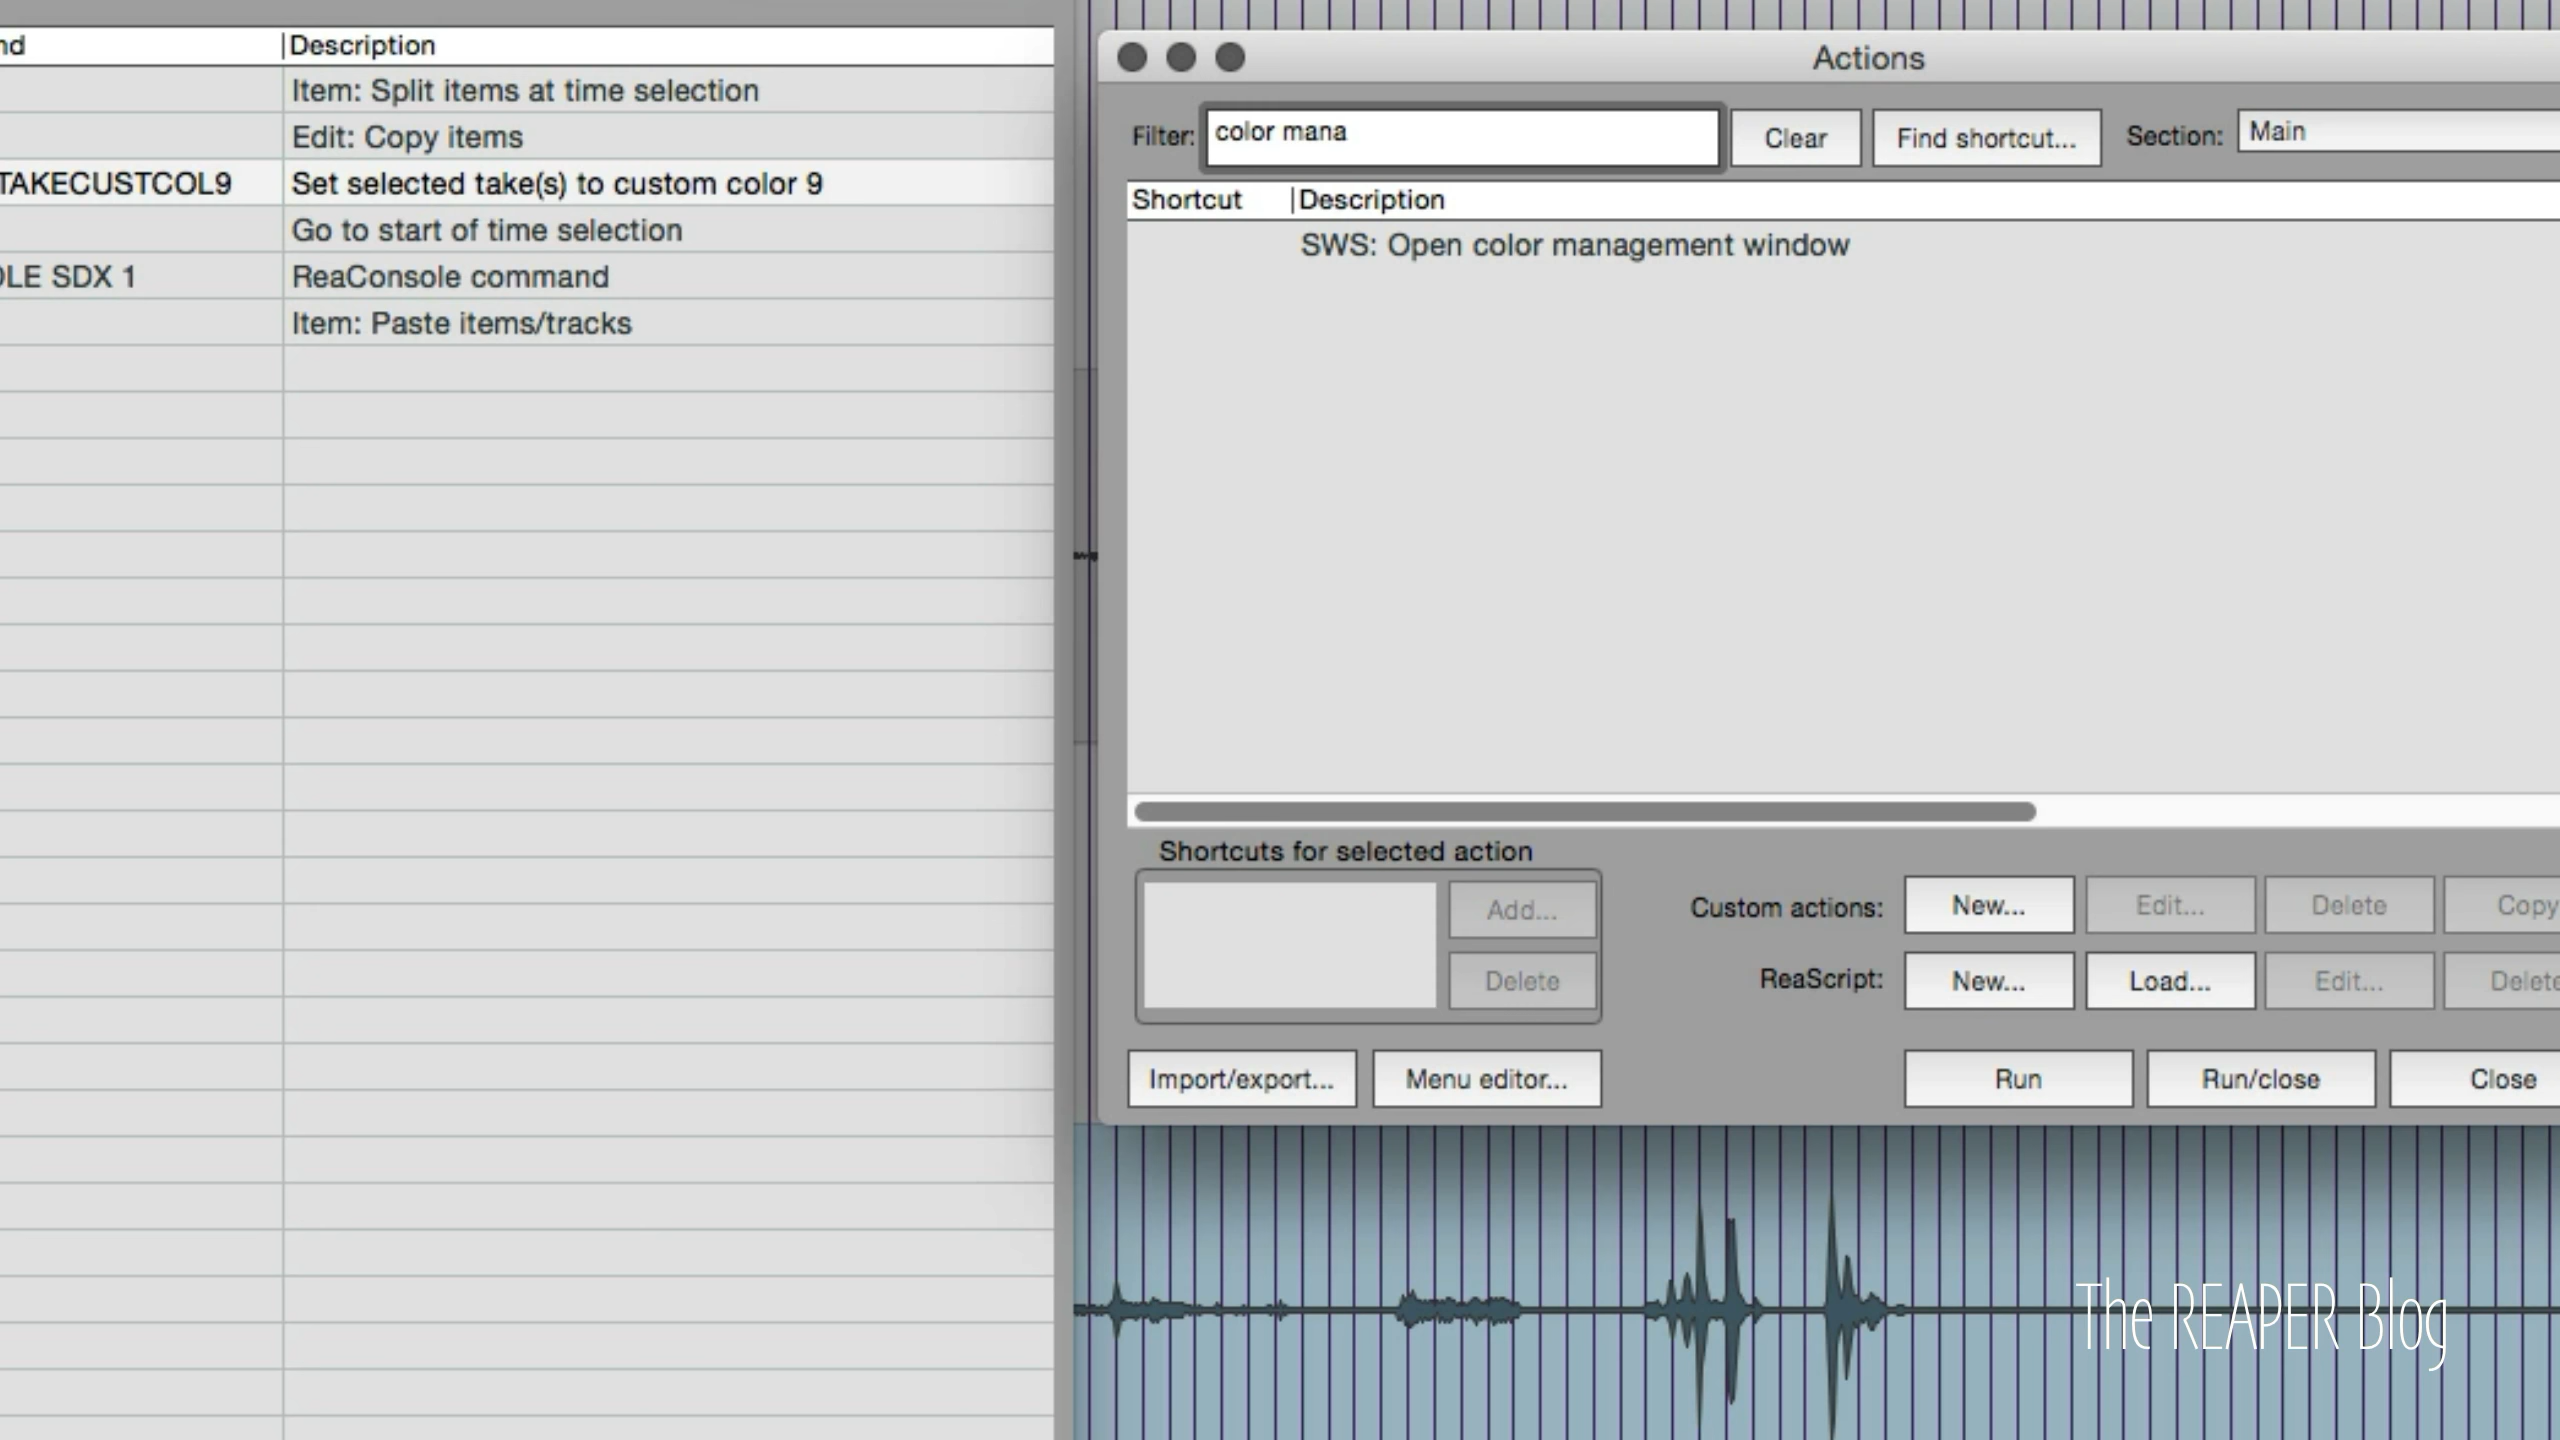 nd
Description
Item: Split items at time selection
Edit: Copy items
TAKECUSTCOL9
Set selected take(s) to custom color 9
Go to start of time selection
OLE SDX 1
ReaConsole command
Item: Paste items/tracks
Actions
Filter:
color mana
Clear
Find shortcut...
Section:
Main
Shortcut
Description
SWS: Open color management window
Shortcuts for selected action
Add...
Delete
Custom actions:
New...
Edit...
Delete
Copy
ReaScript:
New...
Load...
Edit...
Delete
Import/export...
Menu editor...
Run
Run/close
Close
The REAPER Blog